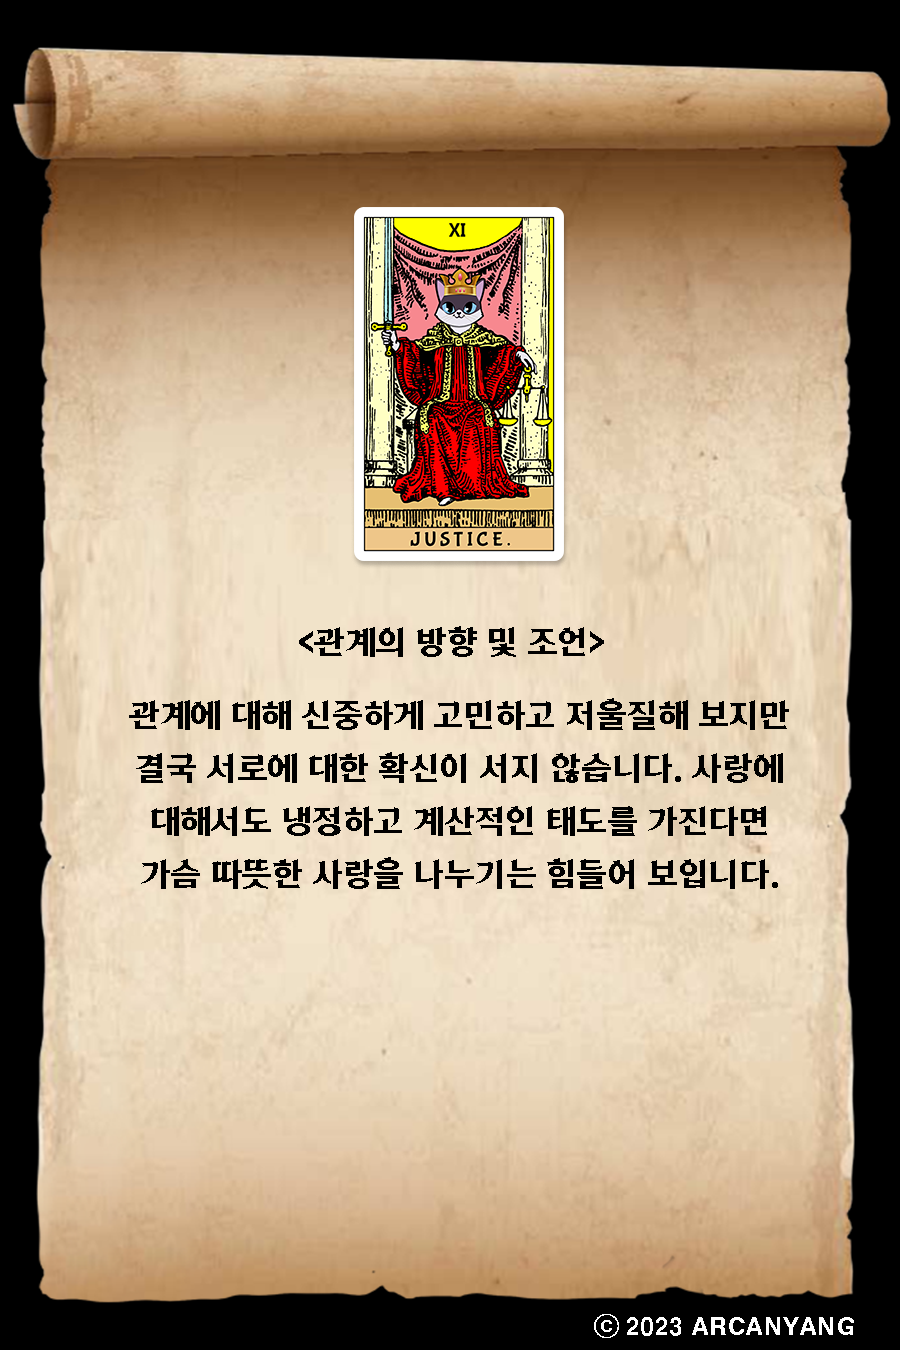 XI
JUSTICE.
<관계의 방향 및 조언>
관계에 대해 신중하게 고민하고 저울질해 보지만
결국 서로에 대한 확신이 서지 않습니다. 사랑에
대해서도 냉정하고 계산적인 태도를 가진다면
가슴 따뜻한 사랑을 나누기는 힘들어 보입니다.
ⓒ 2023 ARCANYANG